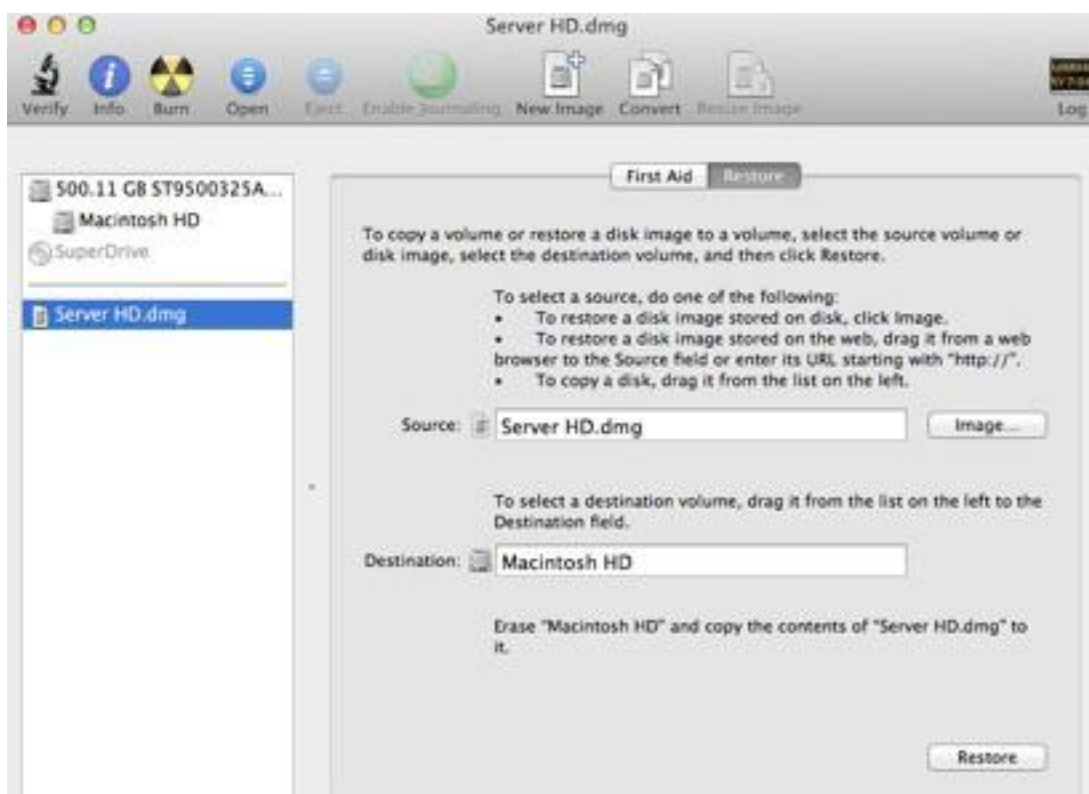 Server HD.dmg
Verify Info Burn Open Eject Enable Journaling New Image Convert Resize Image Log
First Aid Restore
500.11 GB ST9500325A...
Macintosh HD
SuperDrive
Server HD.dmg
To copy a volume or restore a disk image to a volume, select the source volume or
disk image, select the destination volume, and then click Restore.
To select a source, do one of the following:
• To restore a disk image stored on disk, click Image.
• To restore a disk image stored on the web, drag it from a web
browser to the Source field or enter its URL starting with "http://".
• To copy a disk, drag it from the list on the left.
Source: Server HD.dmg Image...
To select a destination volume, drag it from the list on the left to the
Destination field.
Destination: Macintosh HD
Erase "Macintosh HD" and copy the contents of "Server HD.dmg" to
it.
Restore